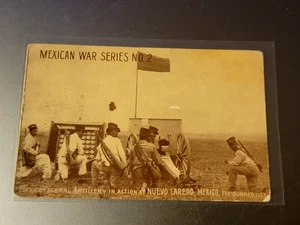 MEXICAN WAR SERIES NO. 2
FEDERAL ARTILLERY IN ACTION AT NUEVO LAREDO, MEXICO,